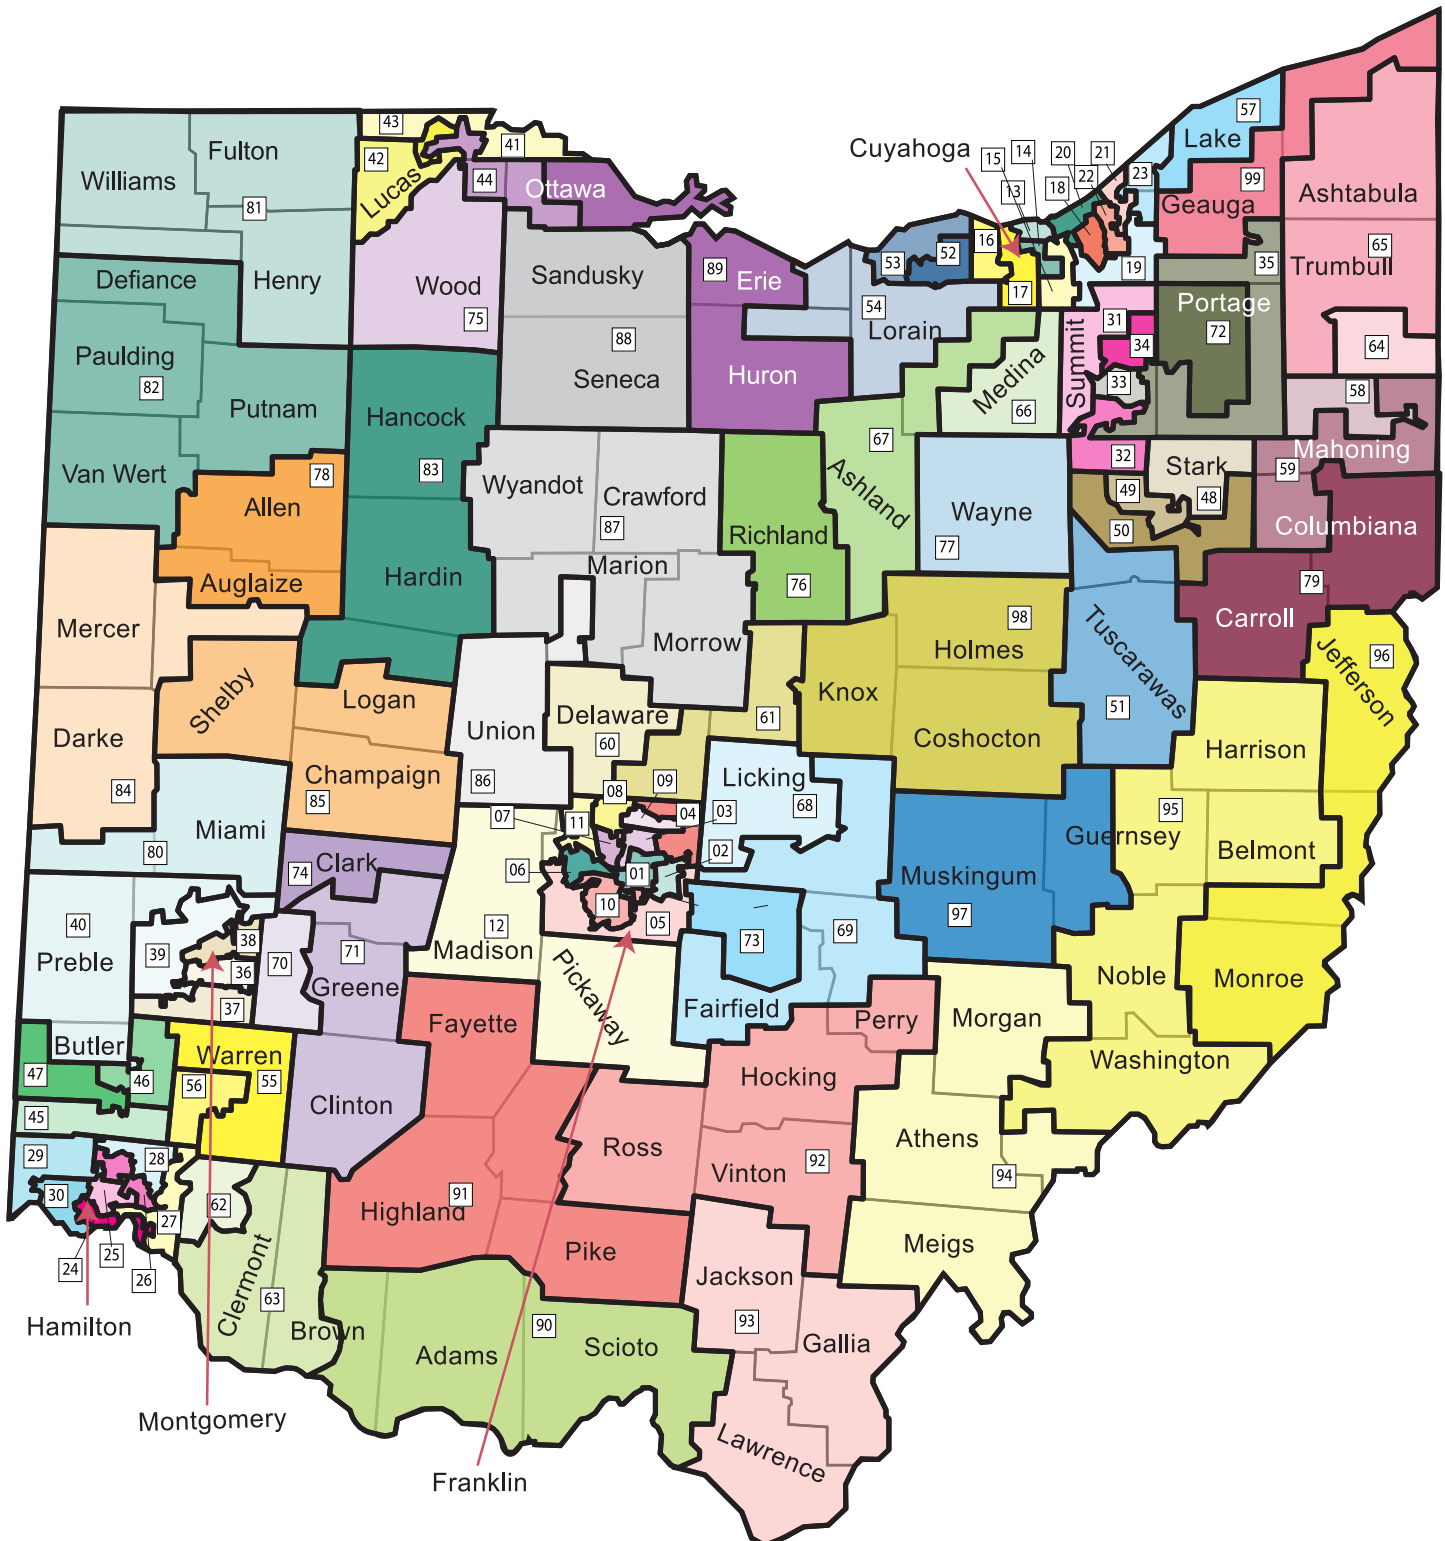 57
Lake
43
Fulton
41
Cuyahoga
15
14
20
21
42
Williams
44
Ottawa
13
18
22
23
99
Ashtabula
Lucas
81
Geauga
16
65
35
Trumbull
53
52
19
Defiance
Henry
Wood
Sandusky
89
Erie
17
54
Portage
75
88
Lorain
31
72
Paulding
34
64
82
Seneca
Huron
Medina
Summit
33
58
Putnam
Hancock
66
67
Mahoning
Van Wert
78
83
32
Stark
59
Allen
Wyandot
Crawford
Ashland
49
48
87
Richland
Wayne
50
Columbiana
77
Marion
Auglaize
Hardin
76
79
Mercer
98
Carroll
Morrow
Holmes
Tuscarawas
Jefferson
96
Shelby
Logan
Knox
Delaware
61
51
Union
Darke
60
Coshocton
Harrison
Champaign
86
09
Licking
84
85
08
68
95
07
11
03
04
Miami
Guernsey
Belmont
80
Clark
74
06
01
02
Muskingum
40
10
05
12
97
38
39
71
69
73
Preble
Madison
70
36
Pickaway
Noble
Monroe
Greene
37
Fairfield
Fayette
Perry
Morgan
Butler
Warren
Washington
47
46
56
55
Hocking
Clinton
45
Athens
29
28
Ross
Vinton
92
94
30
91
62
Highland
27
24
25
26
Pike
Meigs
Clermont
Jackson
63
Hamilton
90
93
Brown
Gallia
Adams
Scioto
Montgomery
Lawrence
Franklin